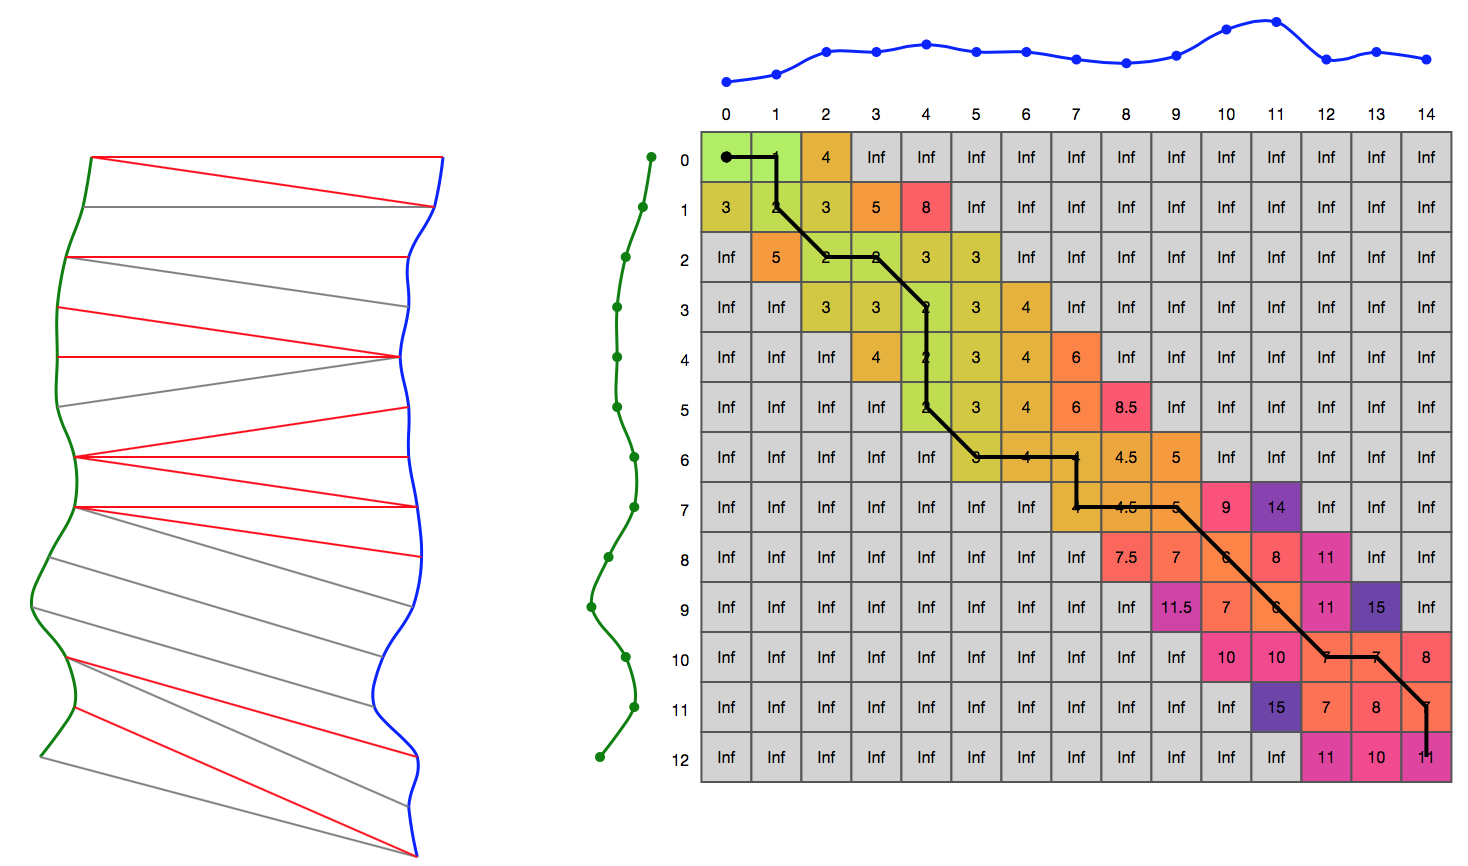 0 1 2 3 4 5 6 7 8 9 10 11 12 13 14
0 1 4 Inf Inf Inf Inf Inf Inf Inf Inf Inf Inf Inf Inf
1 3 2 3 5 8 Inf Inf Inf Inf Inf Inf Inf Inf Inf Inf
2 Inf 5 2 2 3 3 Inf Inf Inf Inf Inf Inf Inf Inf Inf
3 Inf Inf 3 3 2 3 4 Inf Inf Inf Inf Inf Inf Inf Inf
4 Inf Inf Inf 4 2 3 4 6 Inf Inf Inf Inf Inf Inf Inf
5 Inf Inf Inf Inf 2 3 4 6 8.5 Inf Inf Inf Inf Inf Inf
6 Inf Inf Inf Inf Inf 3 4 4 4.5 5 Inf Inf Inf Inf Inf
7 Inf Inf Inf Inf Inf Inf Inf 4 4.5 5 9 14 Inf Inf Inf
8 Inf Inf Inf Inf Inf Inf Inf Inf 7.5 7 6 8 11 Inf Inf
9 Inf Inf Inf Inf Inf Inf Inf Inf Inf 11.5 7 6 11 15 Inf
10 Inf Inf Inf Inf Inf Inf Inf Inf Inf Inf 10 10 7 7 8
11 Inf Inf Inf Inf Inf Inf Inf Inf Inf Inf Inf 15 7 8 7
12 Inf Inf Inf Inf Inf Inf Inf Inf Inf Inf Inf Inf 11 10 11